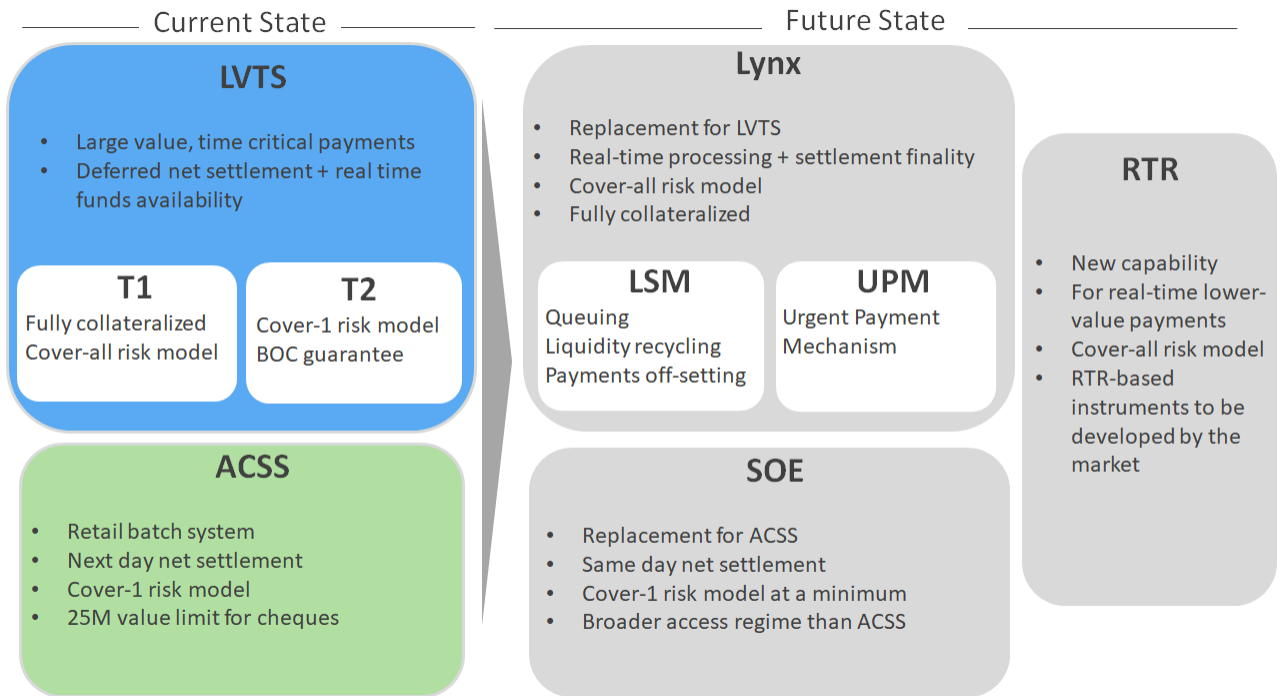 Current State
Future State
LVTS
• Large value, time critical payments
• Deferred net settlement + real time
funds availability
T1
Fully collateralized
Cover-all risk model
T2
Cover-1 risk model
BOC guarantee
ACSS
• Retail batch system
• Next day net settlement
• Cover-1 risk model
• 25M value limit for cheques
Lynx
• Replacement for LVTS
• Real-time processing + settlement finality
• Cover-all risk model
• Fully collateralized
LSM
Queuing
Liquidity recycling
Payments off-setting
UPM
Urgent Payment
Mechanism
SOE
• Replacement for ACSS
• Same day net settlement
• Cover-1 risk model at a minimum
• Broader access regime than ACSS
RTR
• New capability
• For real-time lower-
value payments
• Cover-all risk model
• RTR-based
instruments to be
developed by the
market